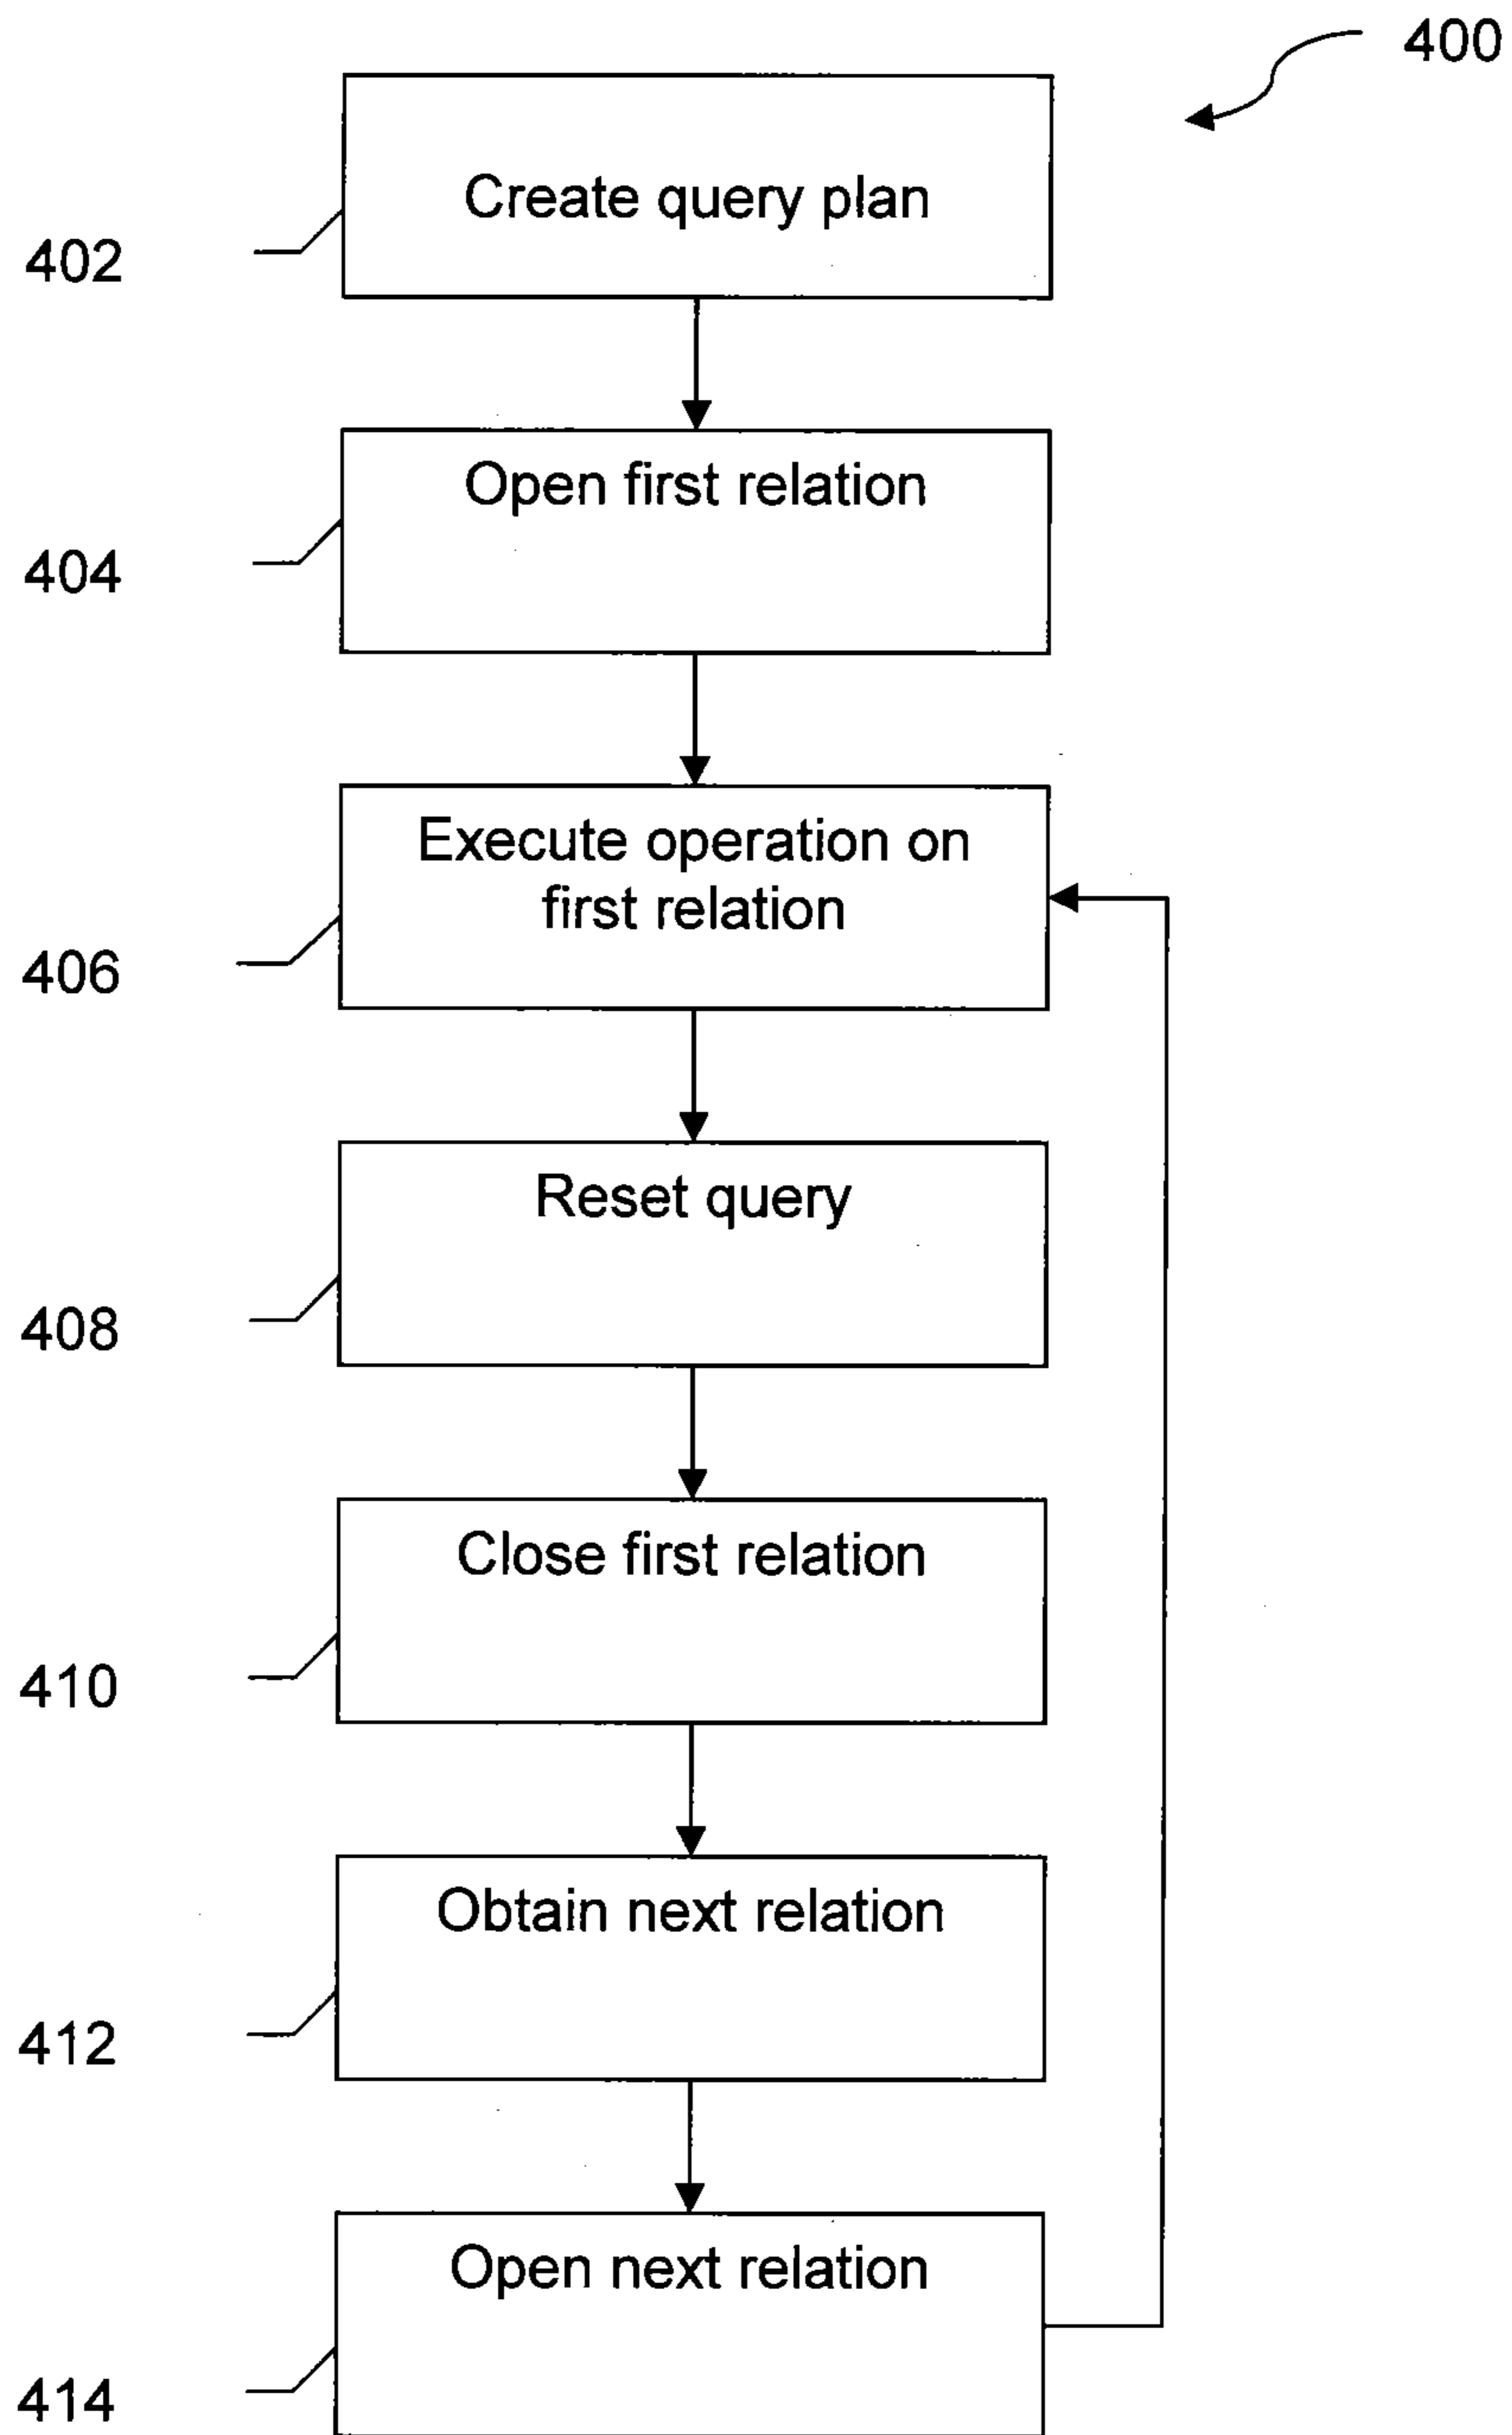 400
Create query plan
402
Open first relation
404
Execute operation on
first relation
406
Reset query
408
Close first relation
410
Obtain next relation
412
Open next relation
414